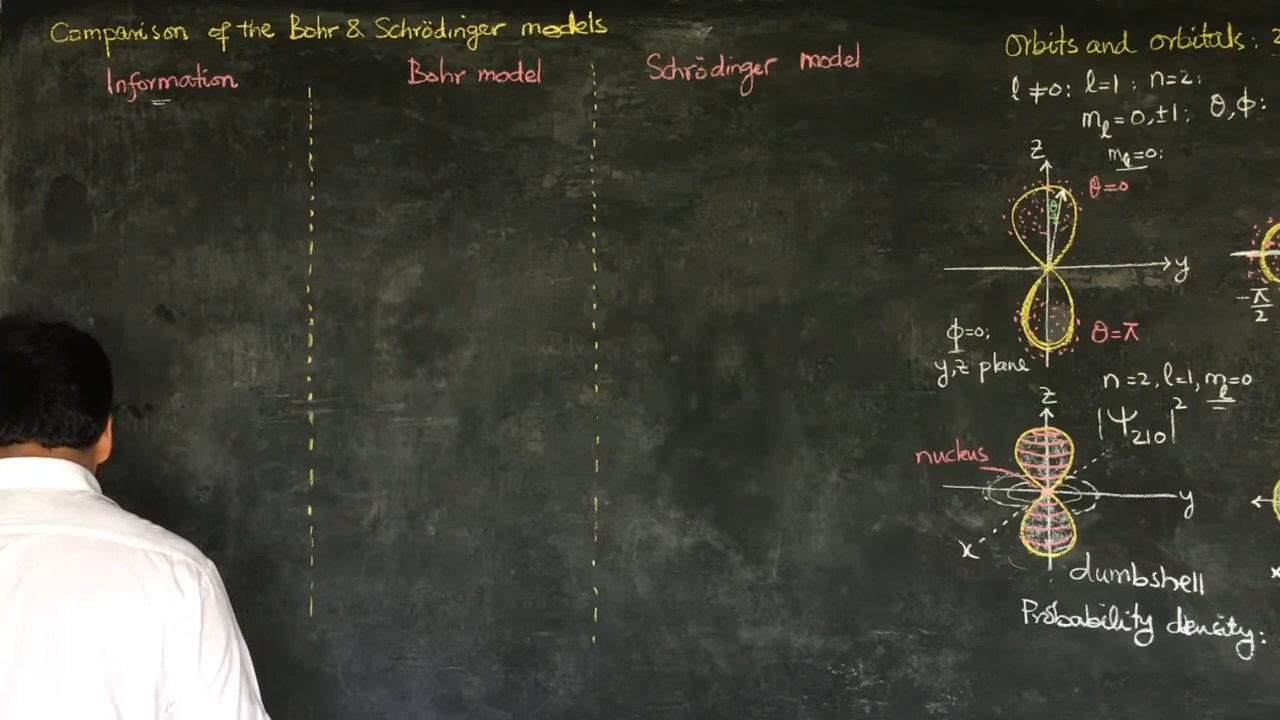 Comparison of the Bohr & Schrödinger models
Information
Bohr model
Schrödinger model
Orbits and orbitals:
l ≠ 0: l=1; n=2;
m_l = 0, ±1; θ, φ:
m_l=0;
z
θ=0
θ
y
-π/2
φ=0;
y,z plane
θ=π
n=2, l=1, m_l=0
z
|Ψ₂₁₀|²
nucleus
y
x
dumbshell
Probability density: